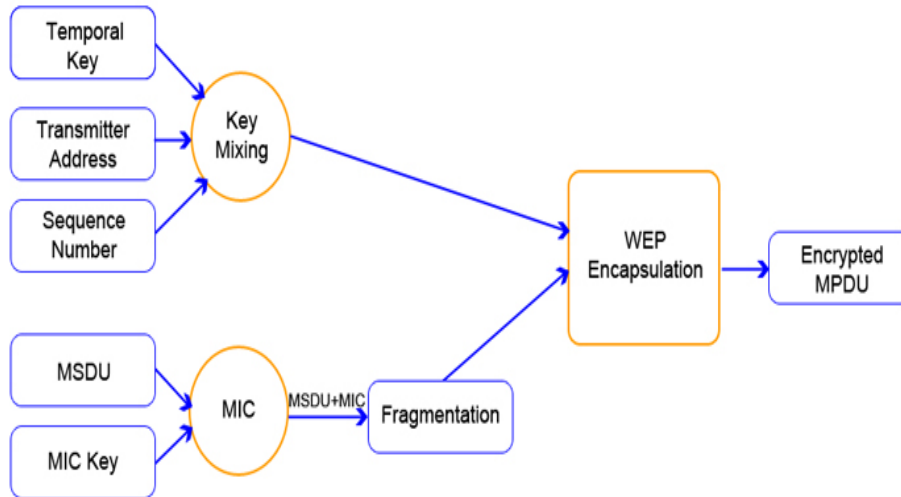 Temporal
Key
Transmitter
Address
Sequence
Number
Key
Mixing
WEP
Encapsulation
Encrypted
MPDU
MSDU
MIC Key
MIC
MSDU+MIC
Fragmentation